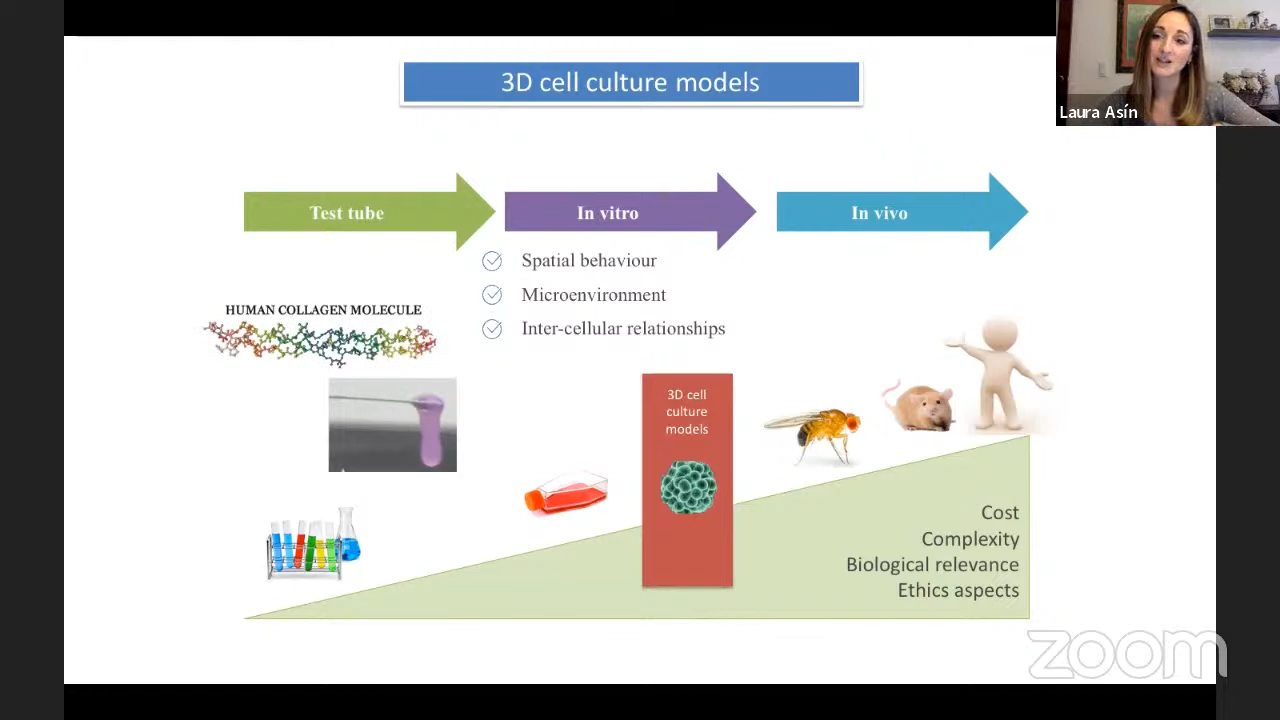 3D cell culture models
Laura Asín
Test tube
In vitro
In vivo
Spatial behaviour
Microenvironment
Inter-cellular relationships
HUMAN COLLAGEN MOLECULE
3D cell
culture
models
Cost
Complexity
Biological relevance
Ethics aspects
zoom